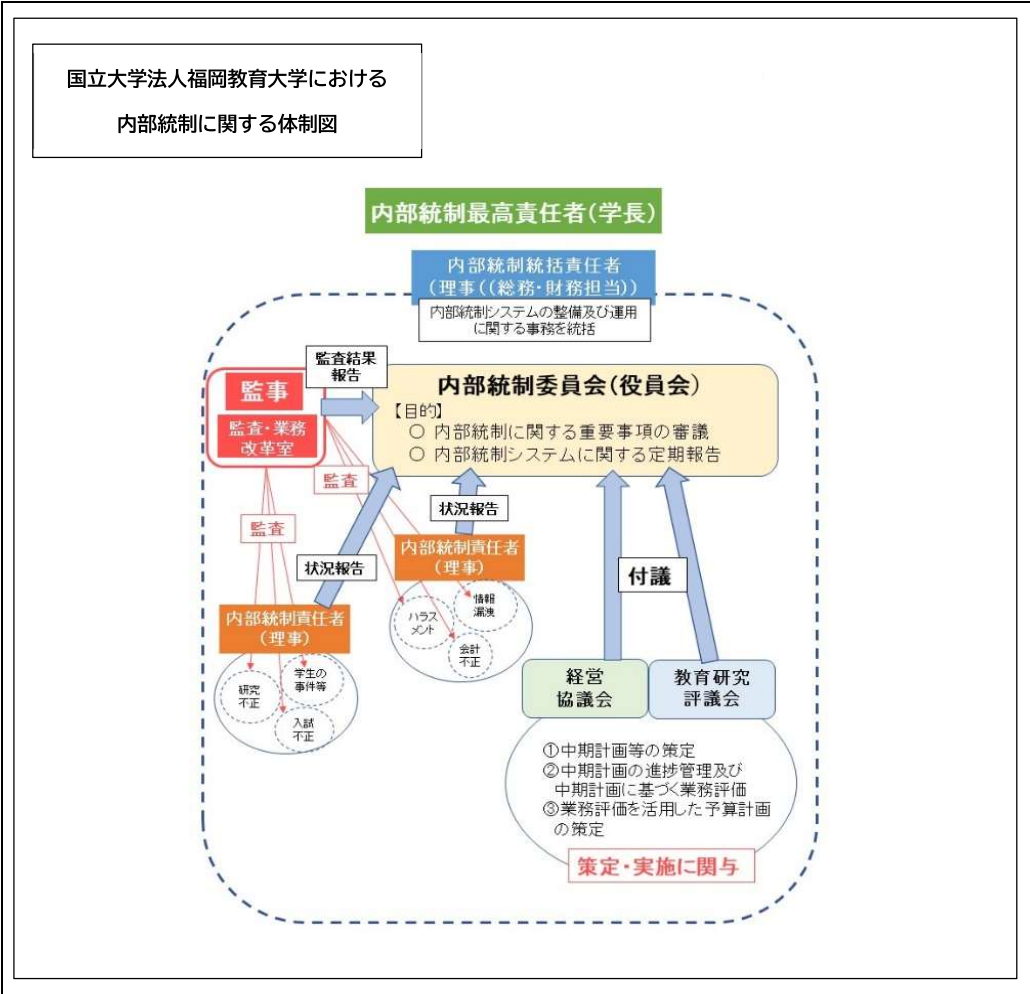 国立大学法人福岡教育大学における
内部統制に関する体制図
内部統制最高責任者(学長)
内部統制統括責任者
(理事((総務・財務担当))
内部統制システムの整備及び運用
に関する事務を統括
監査結果
報告
監事
監査・業務
改革室
内部統制委員会(役員会)
【目的】
○ 内部統制に関する重要事項の審議
○ 内部統制システムに関する定期報告
監査
監査
状況報告
状況報告
内部統制責任者
(理事)
情報
漏洩
ハラス
メント
会計
不正
付議
内部統制責任者
(理事)
学生の
事件等
研究
不正
入試
不正
経営
協議会
教育研究
評議会
①中期計画等の策定
②中期計画の進捗管理及び
中期計画に基づく業務評価
③業務評価を活用した予算計画
の策定
策定・実施に関与